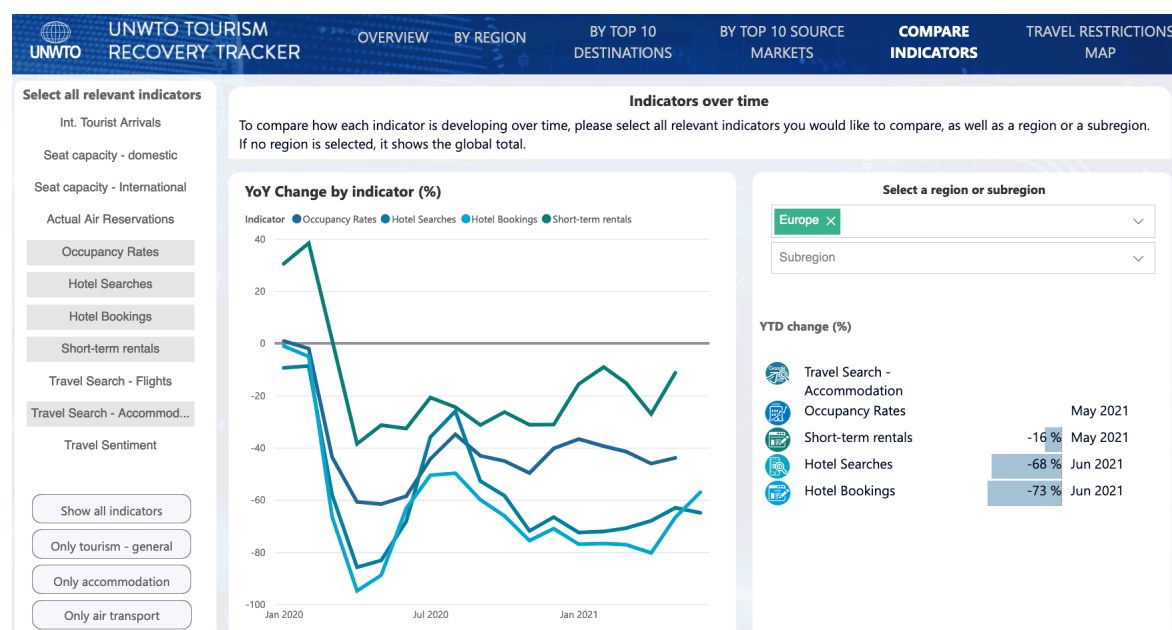 UNWTO
UNWTO TOURISM
RECOVERY TRACKER
OVERVIEW
BY REGION
BY TOP 10
DESTINATIONS
BY TOP 10 SOURCE
MARKETS
COMPARE
INDICATORS
TRAVEL RESTRICTIONS
MAP
Select all relevant indicators
Int. Tourist Arrivals
Seat capacity - domestic
Seat capacity - International
Actual Air Reservations
Occupancy Rates
Hotel Searches
Hotel Bookings
Short-term rentals
Travel Search - Flights
Travel Search - Accommod...
Travel Sentiment
Show all indicators
Only tourism - general
Only accommodation
Only air transport
Indicators over time
To compare how each indicator is developing over time, please select all relevant indicators you would like to compare, as well as a region or a subregion.
If no region is selected, it shows the global total.
YoY Change by indicator (%)
Indicator Occupancy Rates Hotel Searches Hotel Bookings Short-term rentals
40
20
0
-20
-40
-60
-80
-100
Jan 2020 Jul 2020 Jan 2021
Select a region or subregion
Europe
Subregion
YTD change (%)
Travel Search -
Accommodation
Occupancy Rates May 2021
Short-term rentals -16 % May 2021
Hotel Searches -68 % Jun 2021
Hotel Bookings -73 % Jun 2021